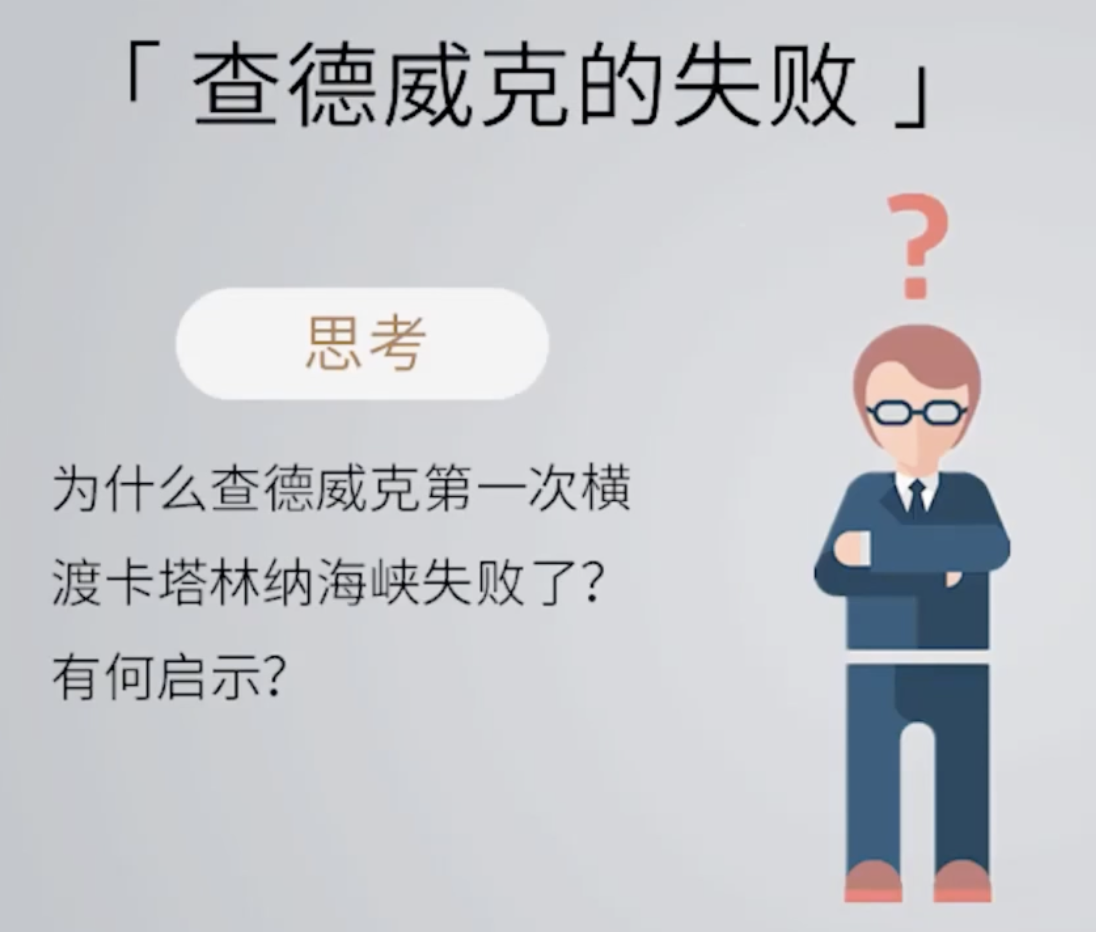 「 查德威克的失败 」
?
思考
为什么查德威克第一次横
渡卡塔林纳海峡失败了?
有何启示?